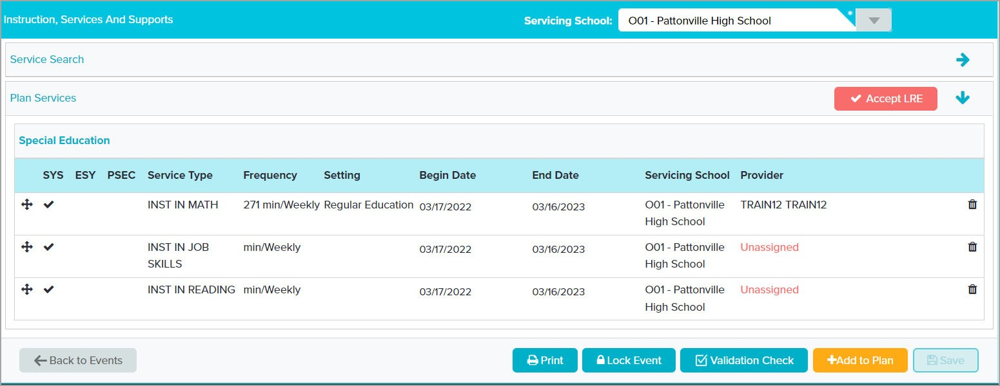 Instruction, Services And Supports
Servicing School: O01 - Pattonville High School *
Service Search
Plan Services
Accept LRE
Special Education
SYS ESY PSEC Service Type Frequency Setting Begin Date End Date Servicing School Provider
INST IN MATH 271 min/Weekly Regular Education 03/17/2022 03/16/2023 O01 - Pattonville TRAIN12 TRAIN12
High School
INST IN JOB min/Weekly 03/17/2022 03/16/2023 O01 - Pattonville Unassigned
SKILLS High School
INST IN READING min/Weekly 03/17/2022 03/16/2023 O01 - Pattonville Unassigned
High School
Back to Events Print Lock Event Validation Check +Add to Plan Save